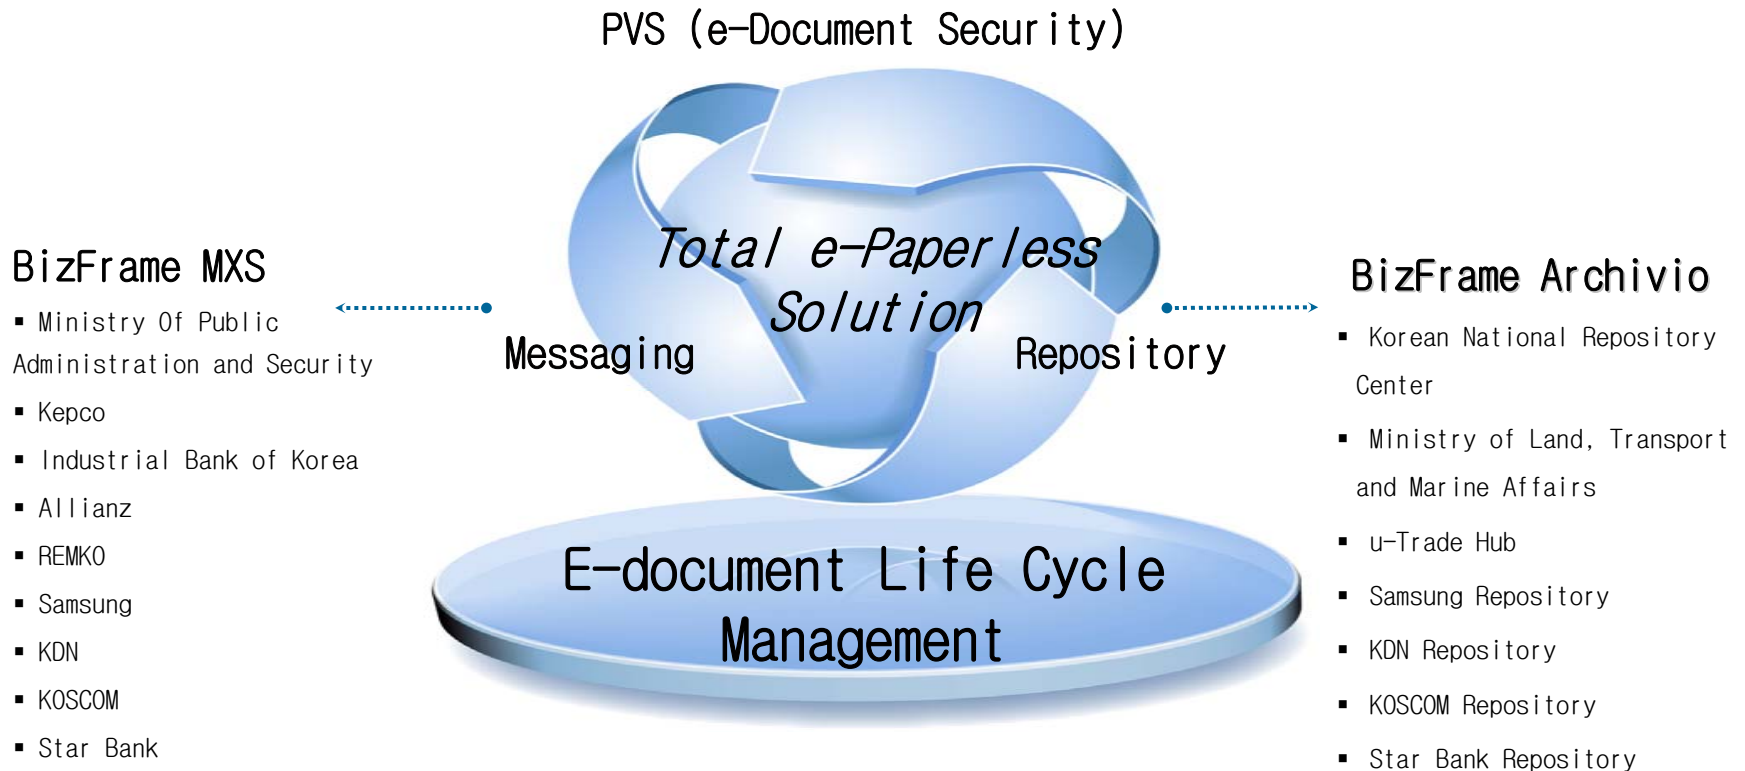 PVS (e-Document Security)
Total e-Paperless
Solution
Messaging
Repository
E-document Life Cycle
Management
BizFrame MXS
▪ Ministry Of Public
Administration and Security
▪ Kepco
▪ Industrial Bank of Korea
▪ Allianz
▪ REMKO
▪ Samsung
▪ KDN
▪ KOSCOM
▪ Star Bank
BizFrame Archivio
▪ Korean National Repository
Center
▪ Ministry of Land, Transport
and Marine Affairs
▪ u-Trade Hub
▪ Samsung Repository
▪ KDN Repository
▪ KOSCOM Repository
▪ Star Bank Repository